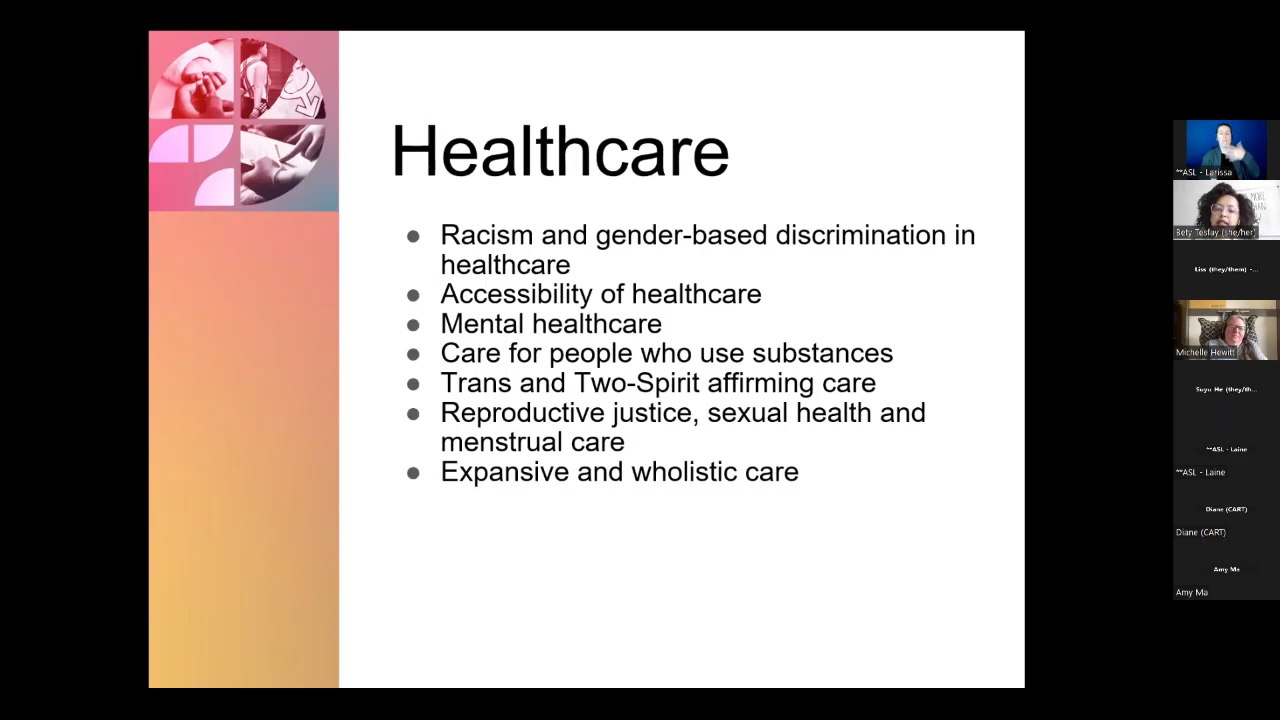 Healthcare
● Racism and gender-based discrimination in
healthcare
● Accessibility of healthcare
● Mental healthcare
● Care for people who use substances
● Trans and Two-Spirit affirming care
● Reproductive justice, sexual health and
menstrual care
● Expansive and wholistic care
**ASL - Larissa
Bety Tesfay (she/her)
Liss (they/them) -...
Michelle Hewitt
Suyu He (they/th...
**ASL - Laine
**ASL - Laine
Diane (CART)
Diane (CART)
Amy Ma
Amy Ma